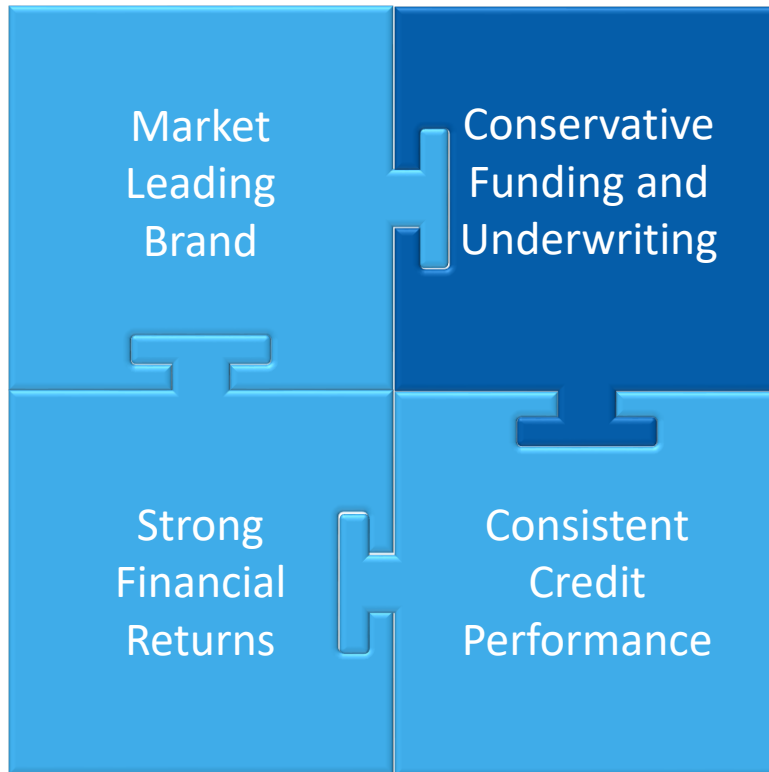 Market
Leading
Brand
Conservative
Funding and
Underwriting
Strong
Financial
Returns
Consistent
Credit
Performance